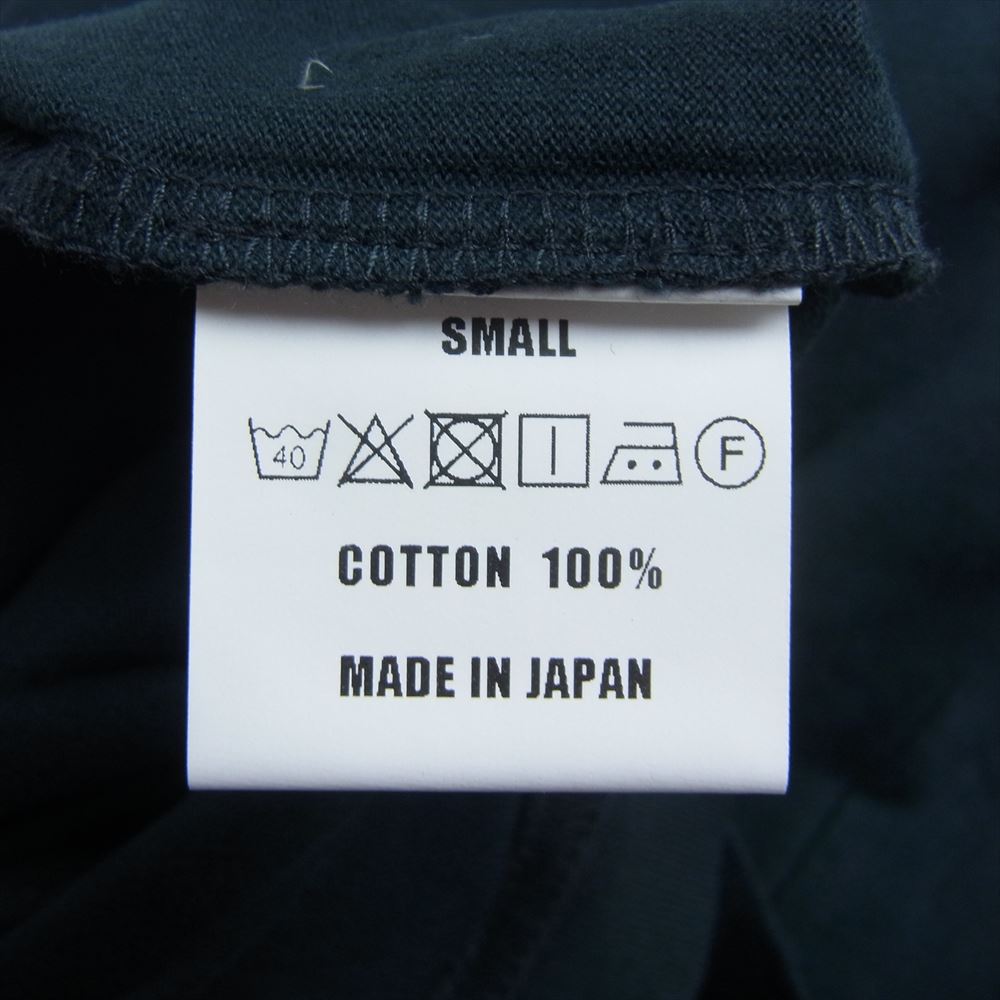 SMALL
40 F
COTTON 100%
MADE IN JAPAN